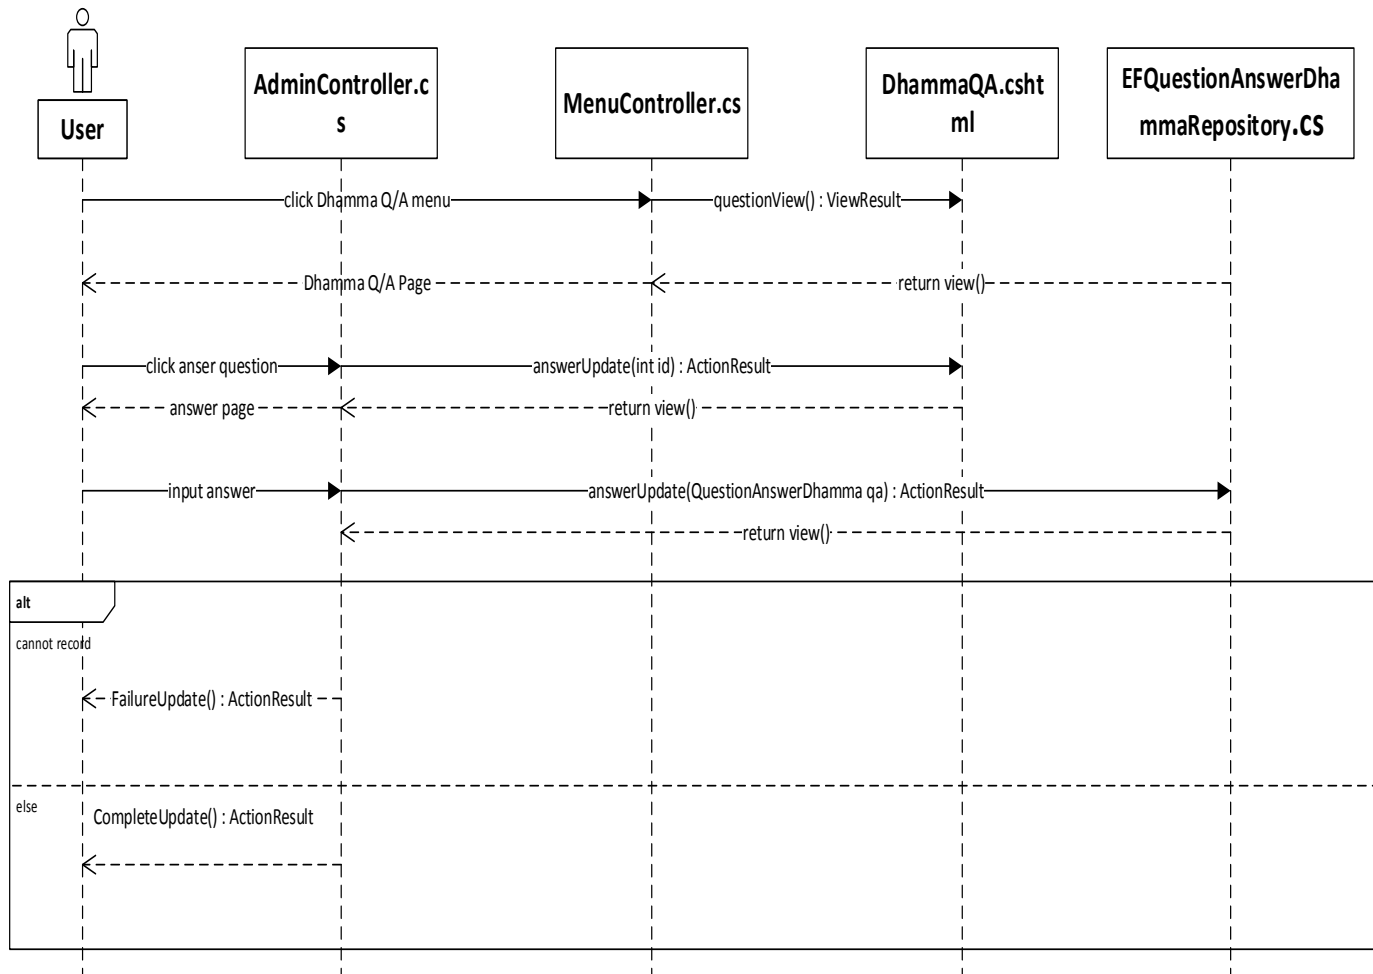 User
AdminController.c
s
MenuController.cs
DhammaQA.csht
ml
EFQuestionAnswerDha
mmaRepository.cs
click Dhamma Q/A menu
questionView() : ViewResult
Dhamma Q/A Page
return view()
click anser question
answerUpdate(int id) : ActionResult
answer page
return view()
input answer
answerUpdate(QuestionAnswerDhamma qa) : ActionResult
return view()
alt
cannot record
FailureUpdate() : ActionResult
else
CompleteUpdate() : ActionResult